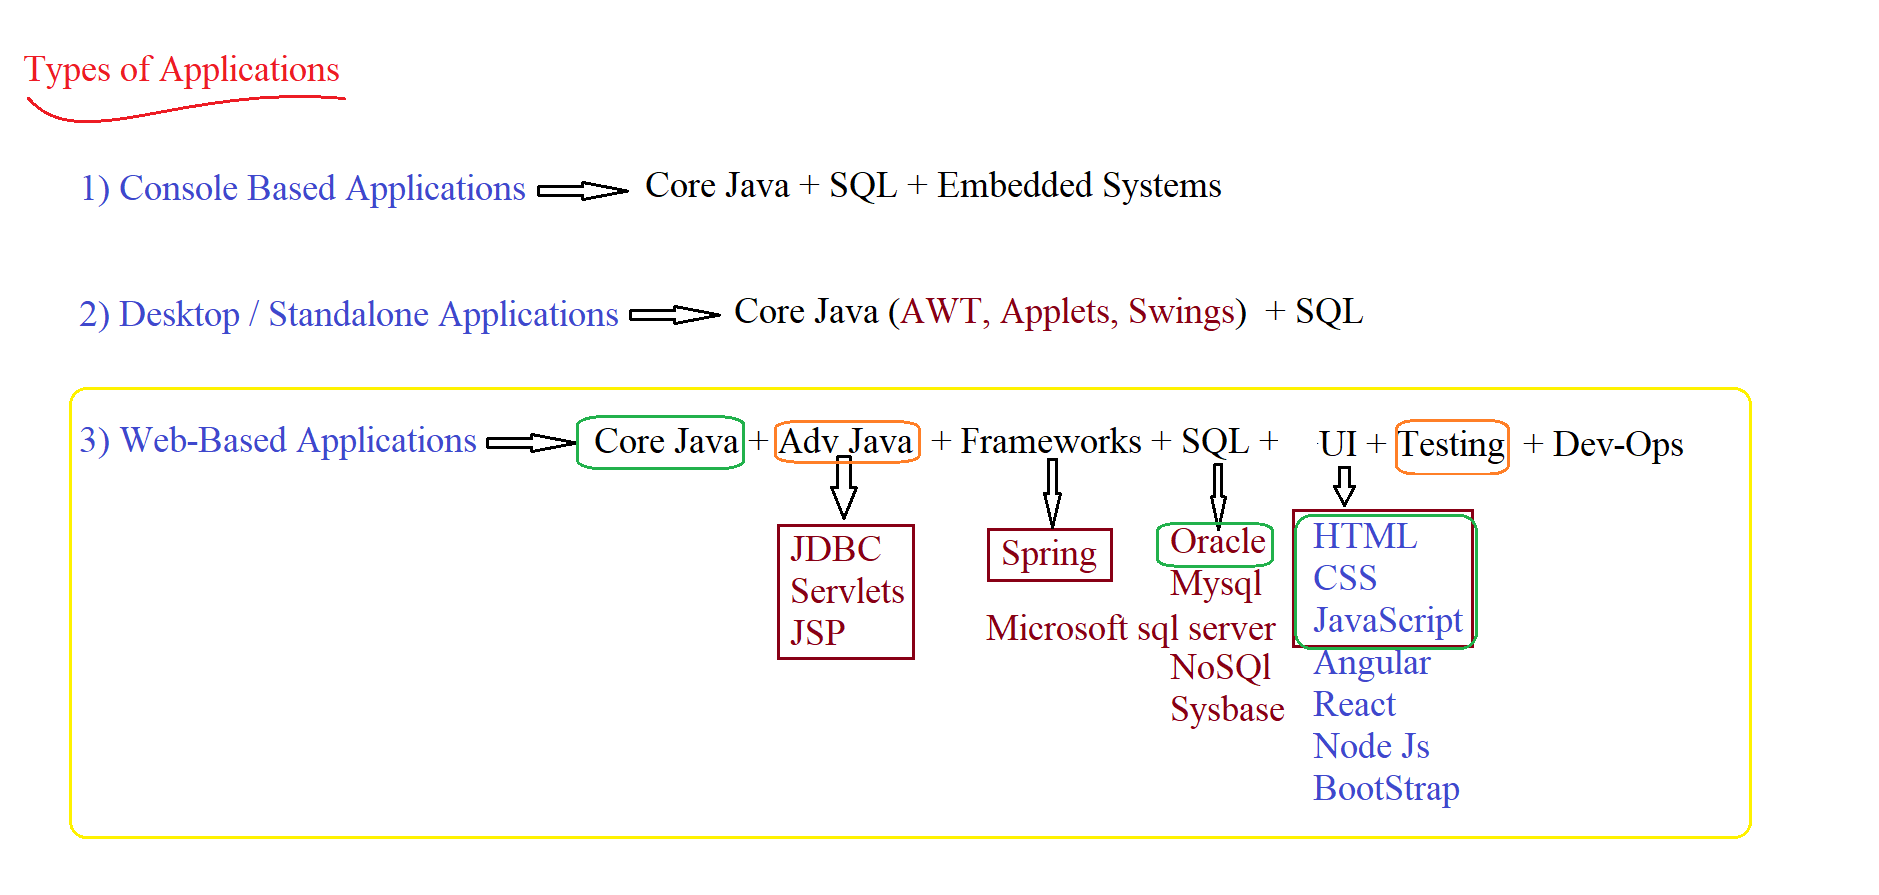 Types of Applications
1) Console Based Applications Core Java + SQL + Embedded Systems
2) Desktop / Standalone Applications Core Java (AWT, Applets, Swings) + SQL
3) Web-Based Applications Core Java + Adv Java + Frameworks + SQL + UI + Testing + Dev-Ops
JDBC
Servlets
JSP
Spring
Oracle
Mysql
Microsoft sql server
NoSQl
Sysbase
HTML
CSS
JavaScript
Angular
React
Node Js
BootStrap